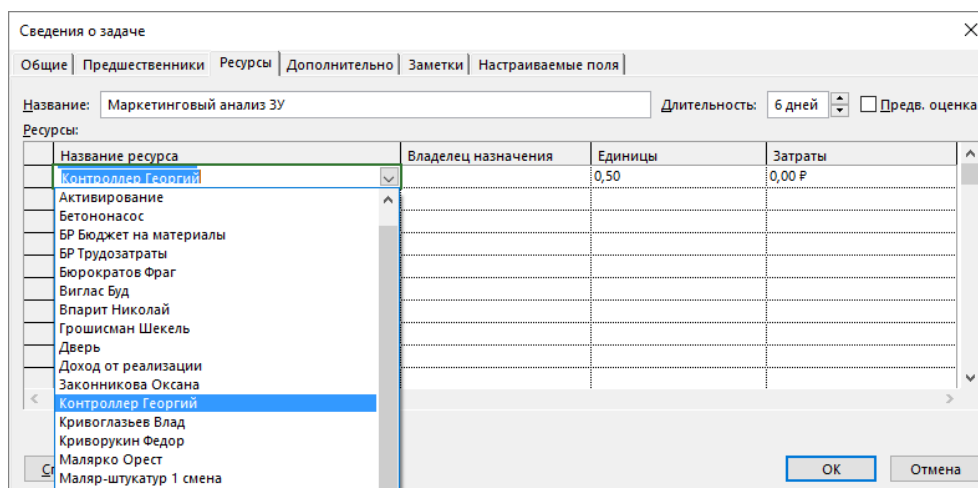 Сведения о задаче
Общие Предшественники Ресурсы Дополнительно Заметки Настраиваемые поля
Название: Маркетинговый анализ ЗУ Длительность: 6 дней Предв. оценка
Ресурсы:
Название ресурса Владелец назначения Единицы Затраты
Контроллер Георгий 0,50 0,00 ₽
Активирование
Бетононасос
БР Бюджет на материалы
БР Трудозатраты
Бюрократов Фраг
Виглас Буд
Впарит Николай
Грошисман Шекель
Дверь
Доход от реализации
Законникова Оксана
Контроллер Георгий
Кривоглазьев Влад
Криворукин Федор
Малярко Орест
Маляр-штукатур 1 смена
ОК Отмена